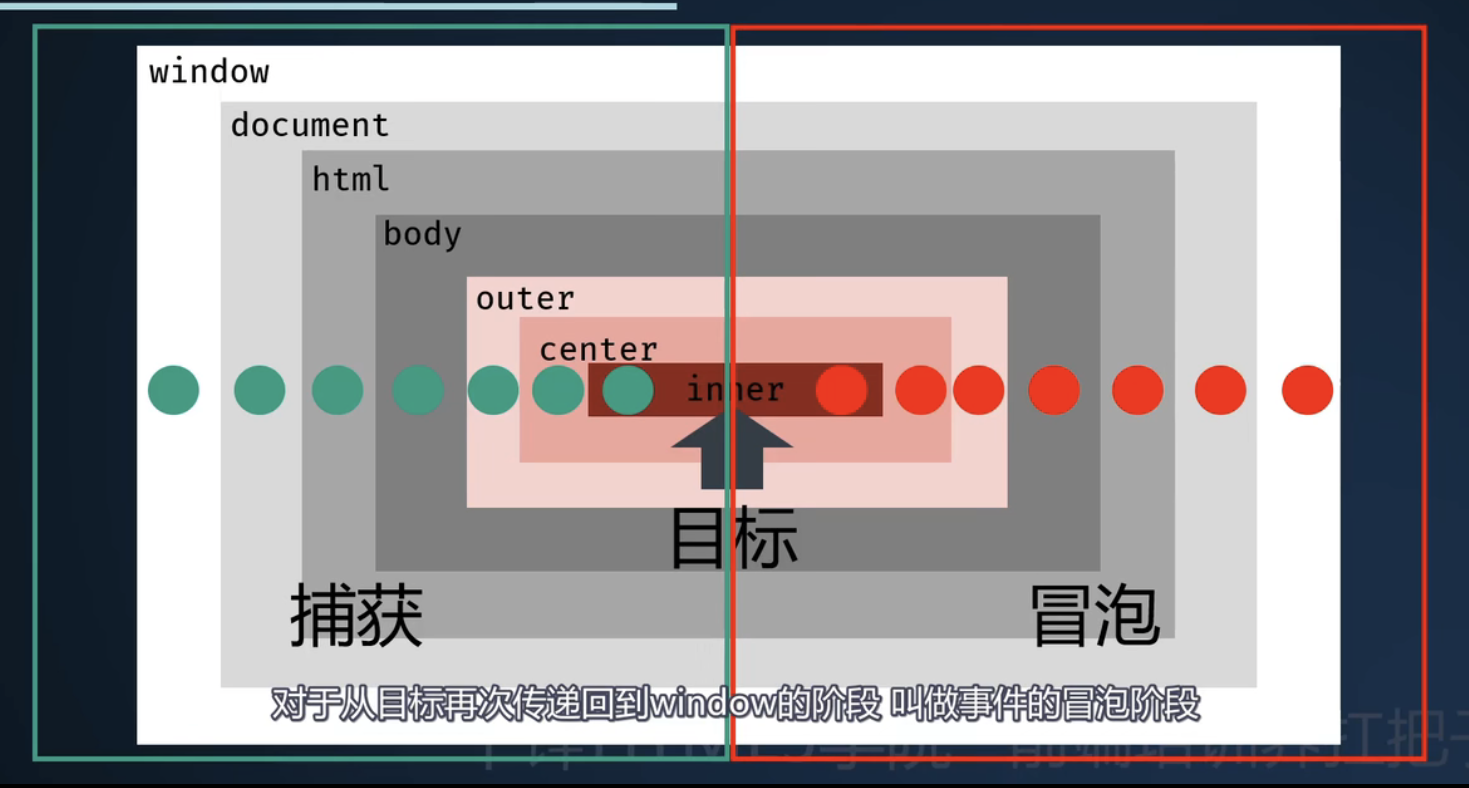 window
document
html
body
outer
center
inner
目标
捕获
冒泡
对于从目标再次传递回到window的阶段 叫做事件的冒泡阶段